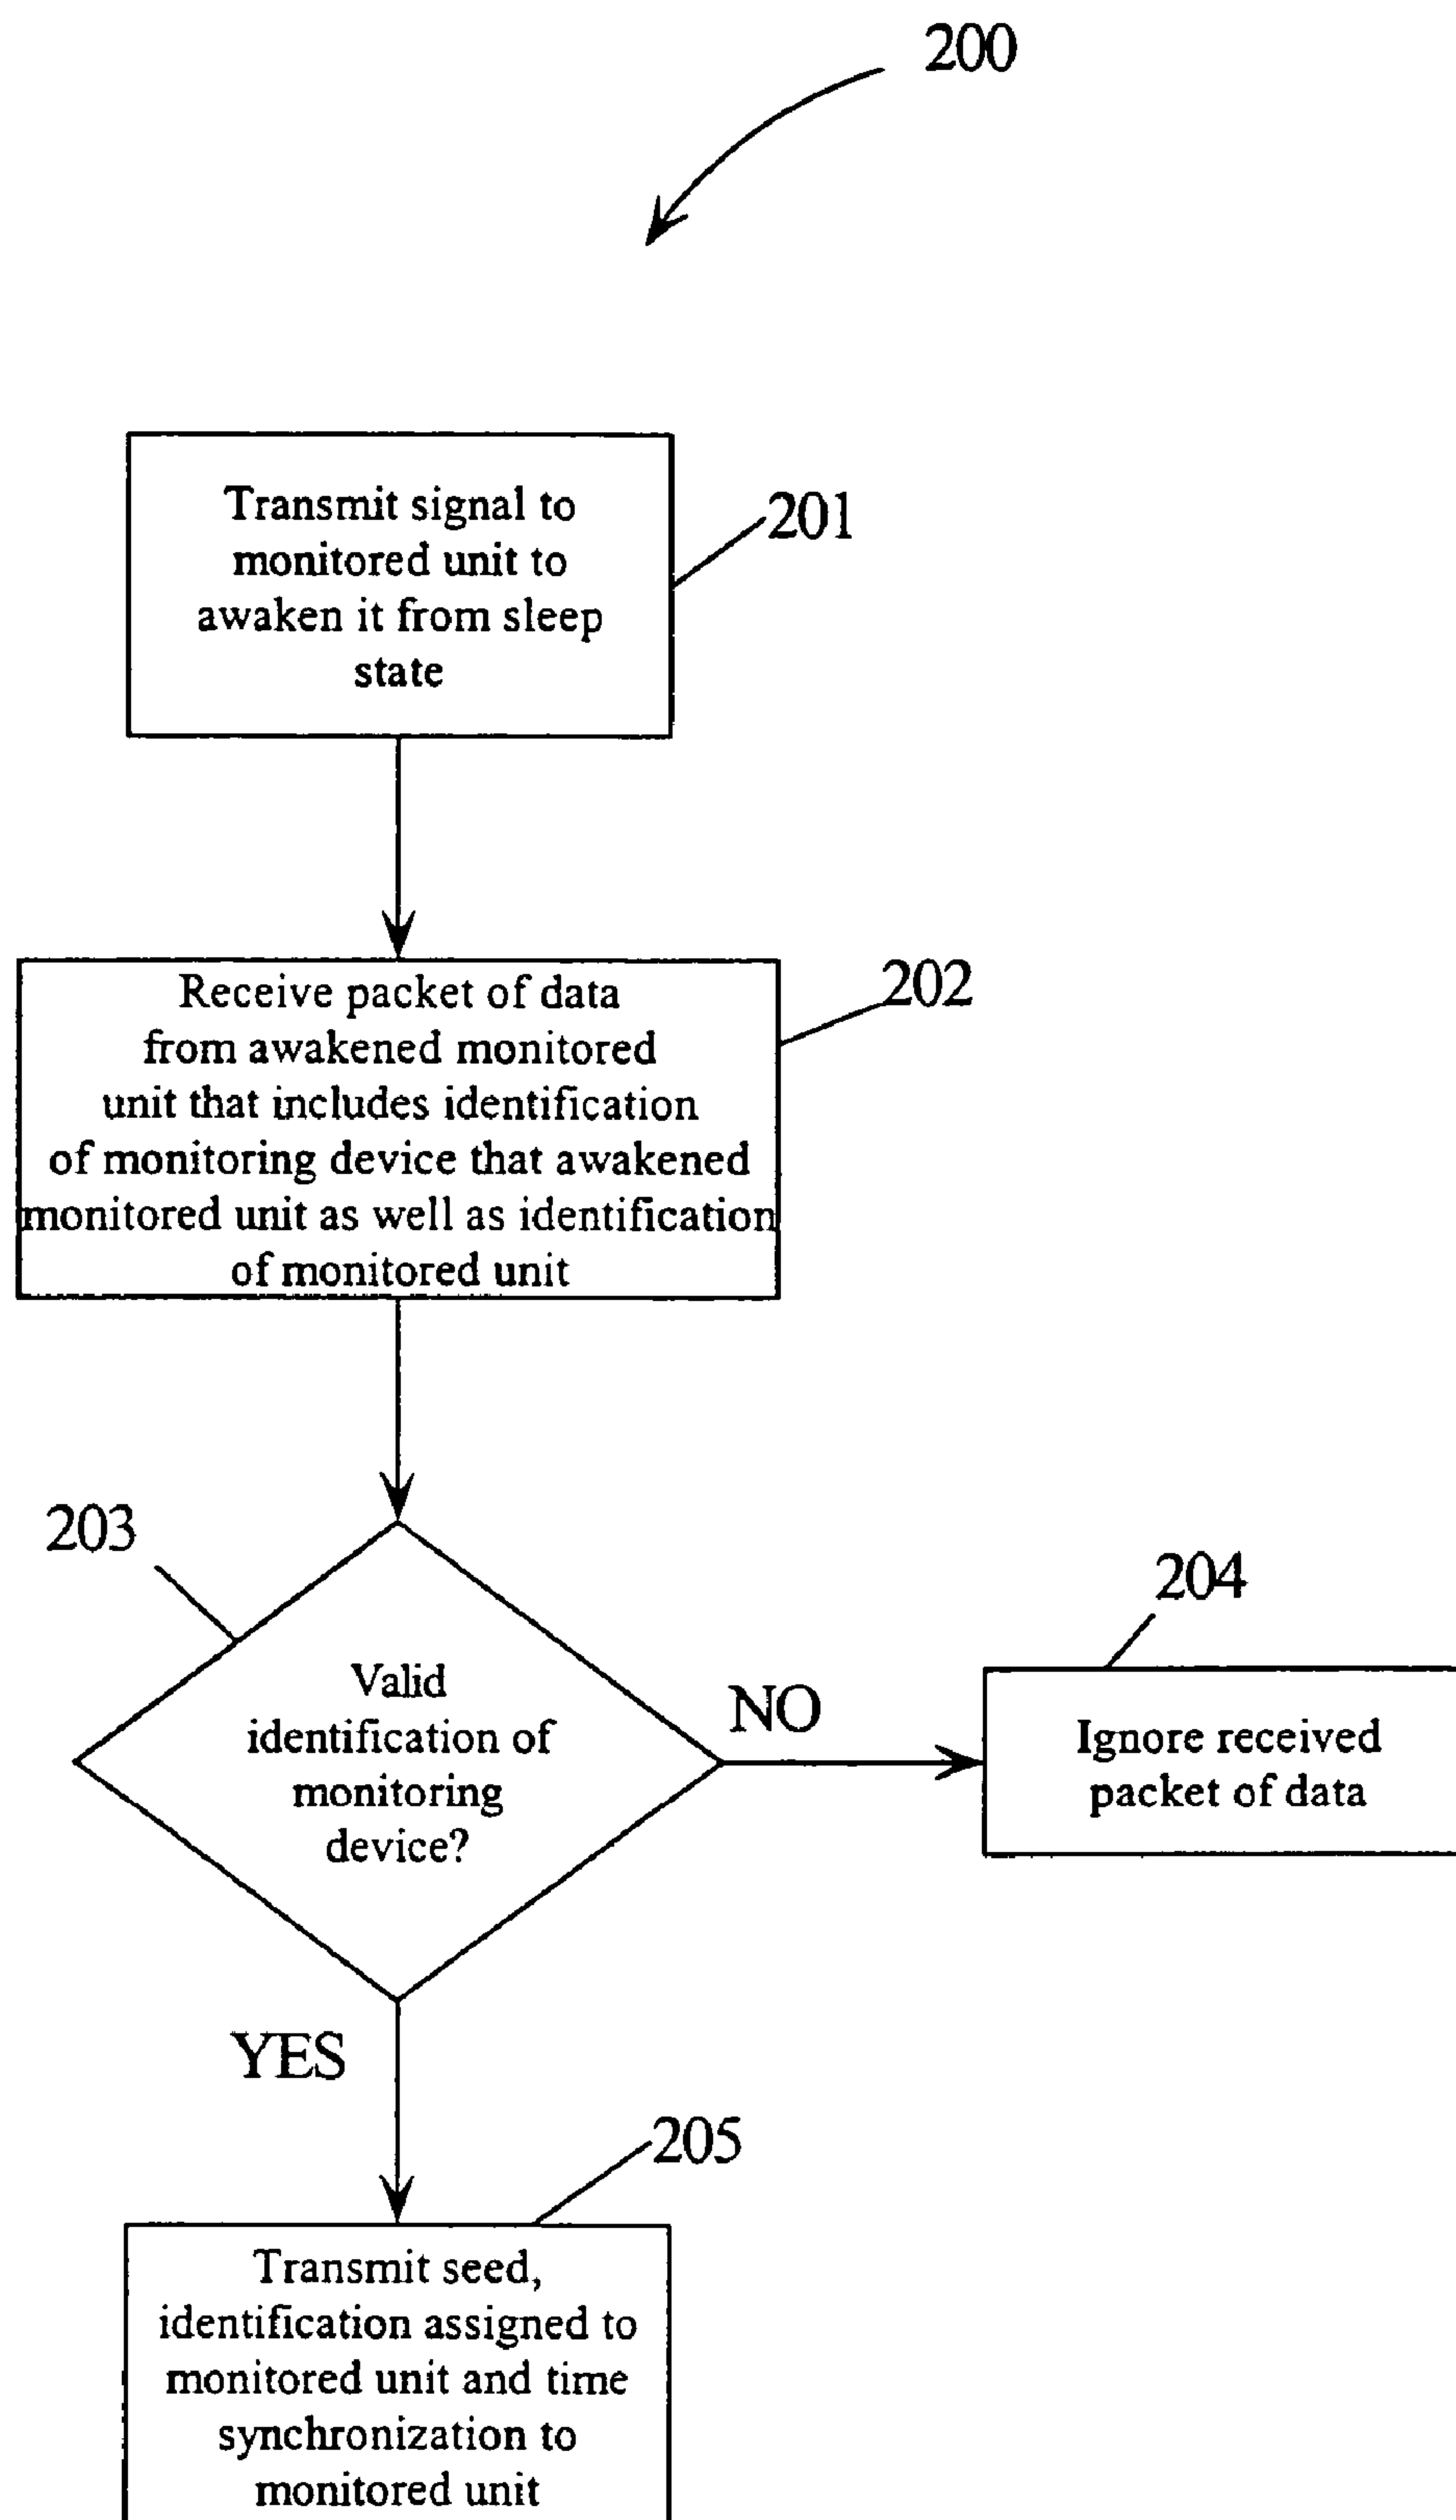 200
Transmit signal to
monitored unit to
awaken it from sleep
state
201
Receive packet of data
from awakened monitored
unit that includes identification
of monitoring device that awakened
monitored unit as well as identification
of monitored unit
202
203
Valid
identification of
monitoring
device?
NO
204
Ignore received
packet of data
YES
205
Transmit seed,
identification assigned to
monitored unit and time
synchronization to
monitored unit